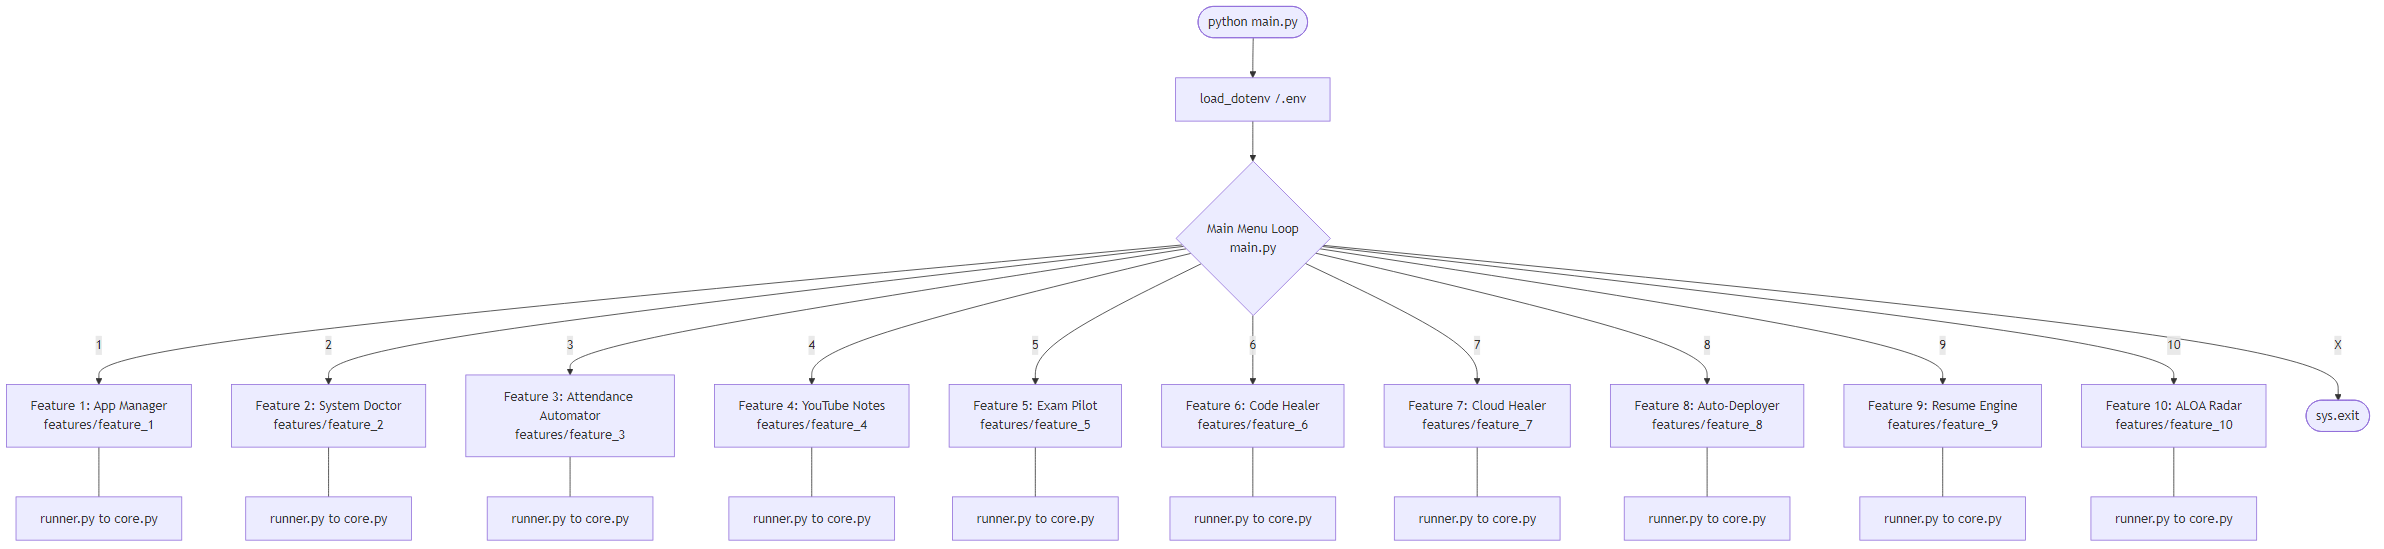 python main.py
load_dotenv /.env
Main Menu Loop
main.py
1
2
3
4
5
6
7
8
9
10
X
Feature 1: App Manager
features/feature_1
Feature 2: System Doctor
features/feature_2
Feature 3: Attendance
Automator
features/feature_3
Feature 4: YouTube Notes
features/feature_4
Feature 5: Exam Pilot
features/feature_5
Feature 6: Code Healer
features/feature_6
Feature 7: Cloud Healer
features/feature_7
Feature 8: Auto-Deployer
features/feature_8
Feature 9: Resume Engine
features/feature_9
Feature 10: ALOA Radar
features/feature_10
sys.exit
runner.py to core.py
runner.py to core.py
runner.py to core.py
runner.py to core.py
runner.py to core.py
runner.py to core.py
runner.py to core.py
runner.py to core.py
runner.py to core.py
runner.py to core.py